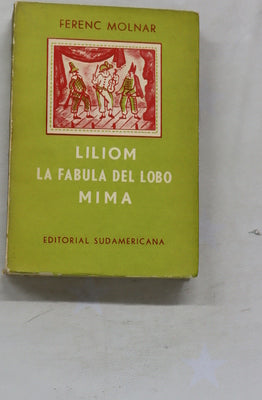 FERENC MOLNAR
LILIOM
LA FABULA DEL LOBO
MIMA
EDITORIAL SUDAMERICANA